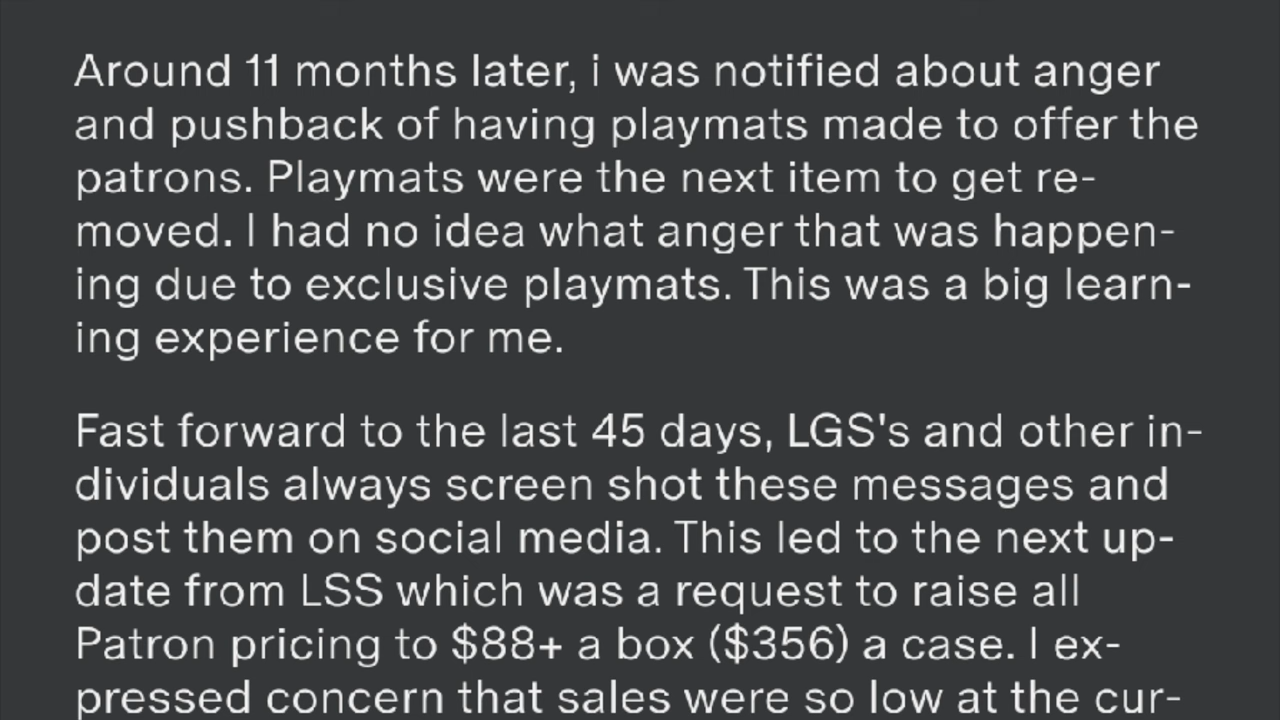 Around 11 months later, i was notified about anger
and pushback of having playmats made to offer the
patrons. Playmats were the next item to get re-
moved. I had no idea what anger that was happen-
ing due to exclusive playmats. This was a big learn-
ing experience for me.
Fast forward to the last 45 days, LGS's and other in-
dividuals always screen shot these messages and
post them on social media. This led to the next up-
date from LSS which was a request to raise all
Patron pricing to $88+ a box ($356) a case. I ex-
pressed concern that sales were so low at the cur-